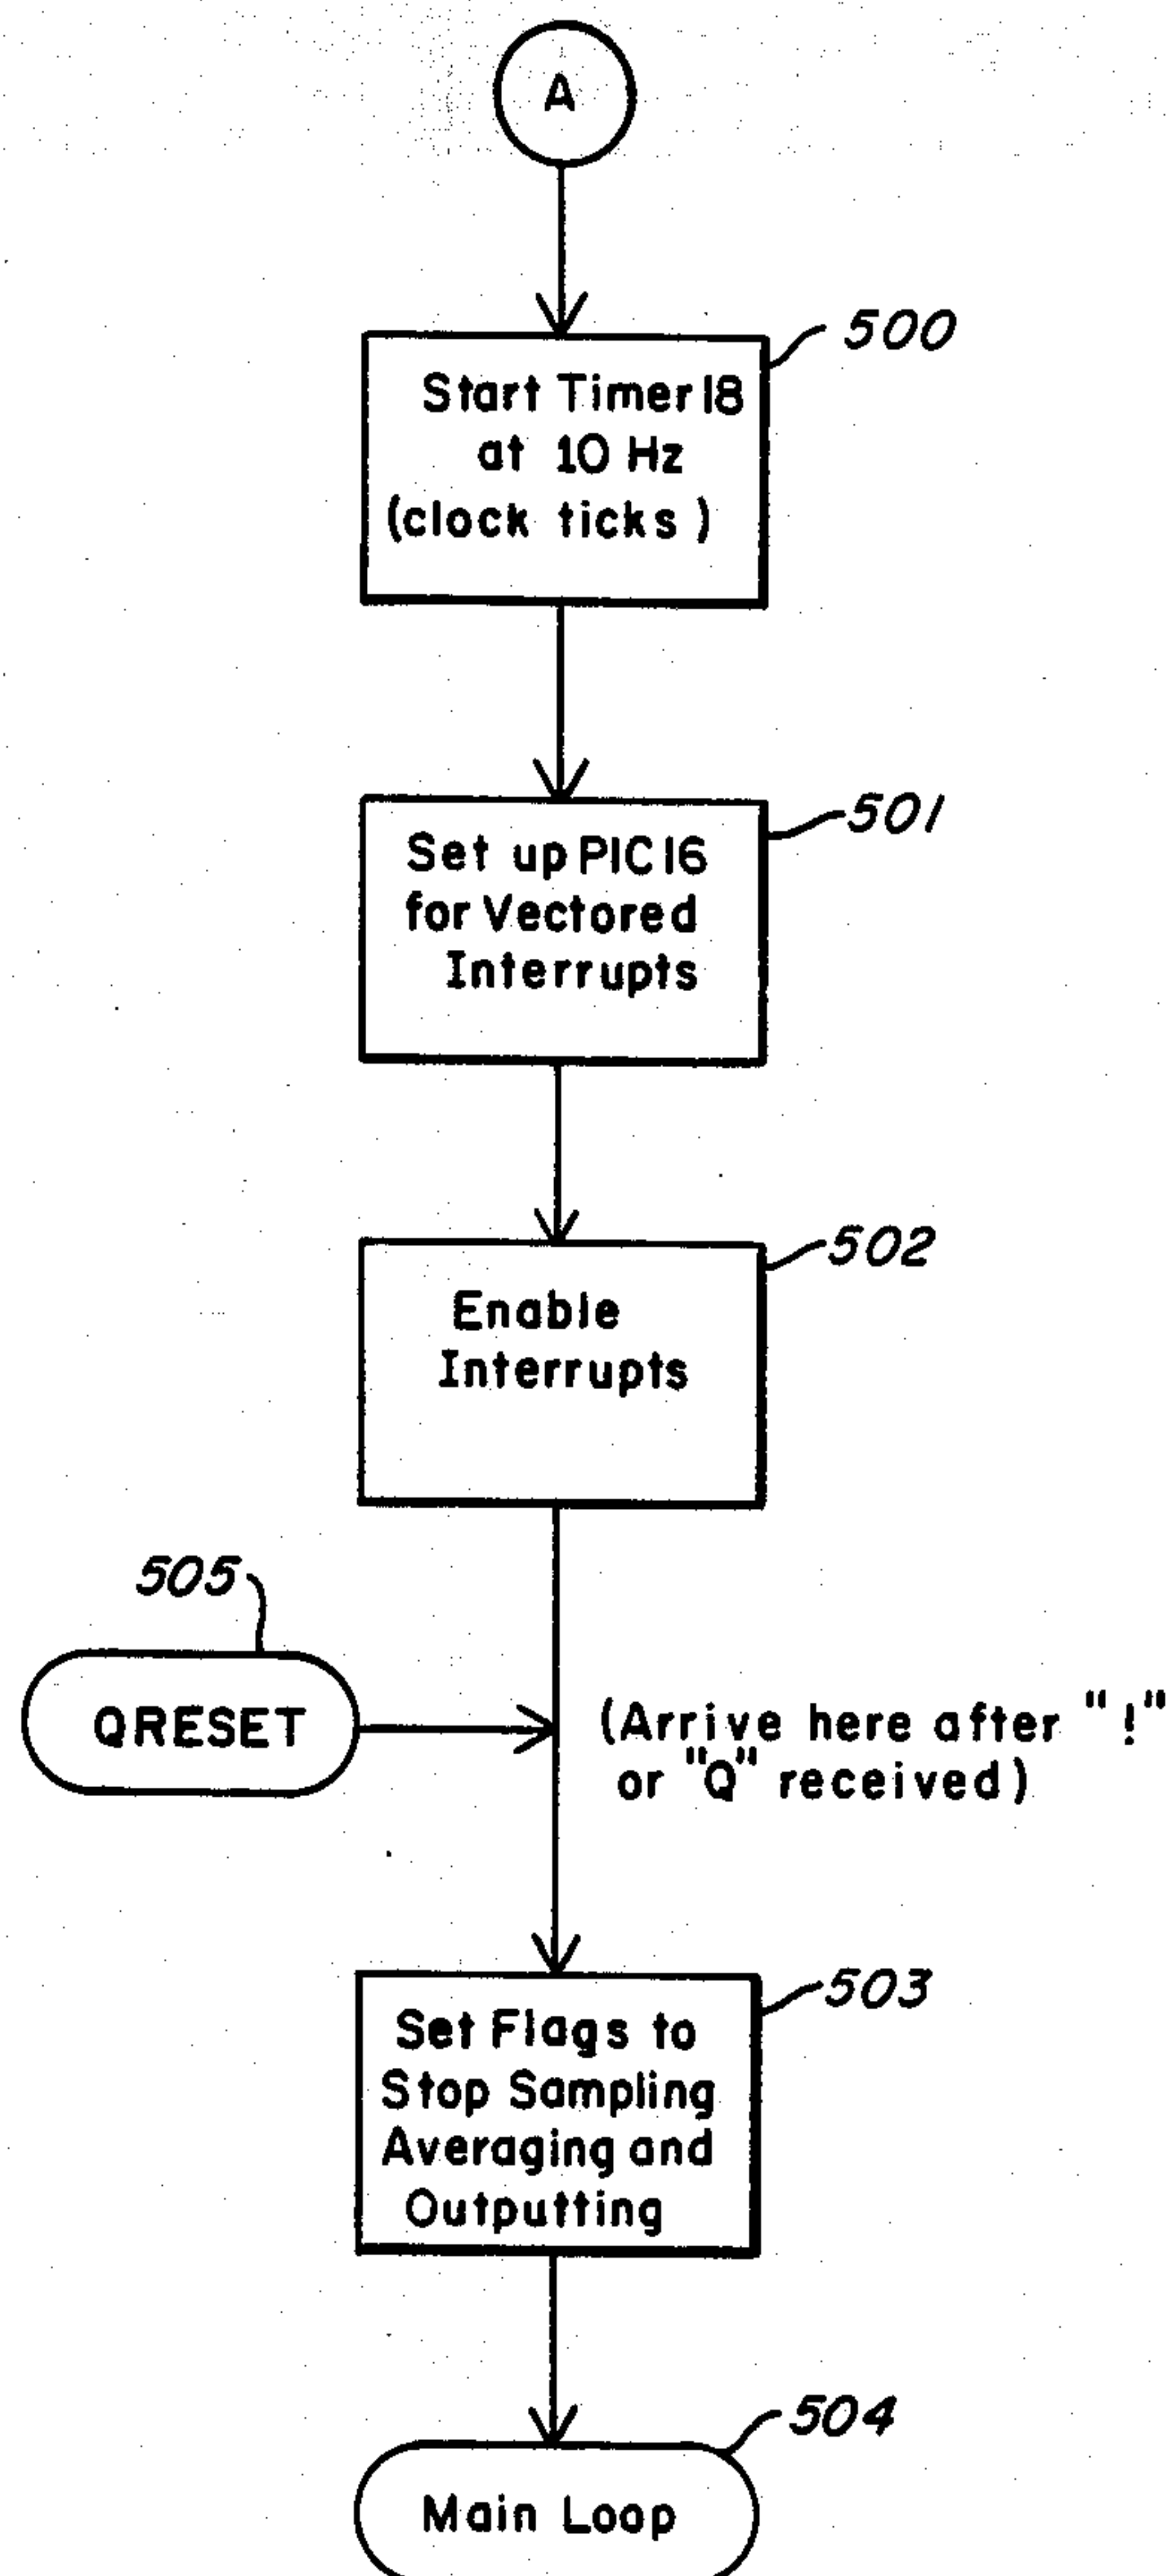 A
500
Start Timer 18
at 10 Hz
(clock ticks)
501
Set up PIC 16
for Vectored
Interrupts
502
Enable
Interrupts
505
QRESET
(Arrive here after "!"
or "Q" received)
503
Set Flags to
Stop Sampling
Averaging and
Outputting
504
Main Loop